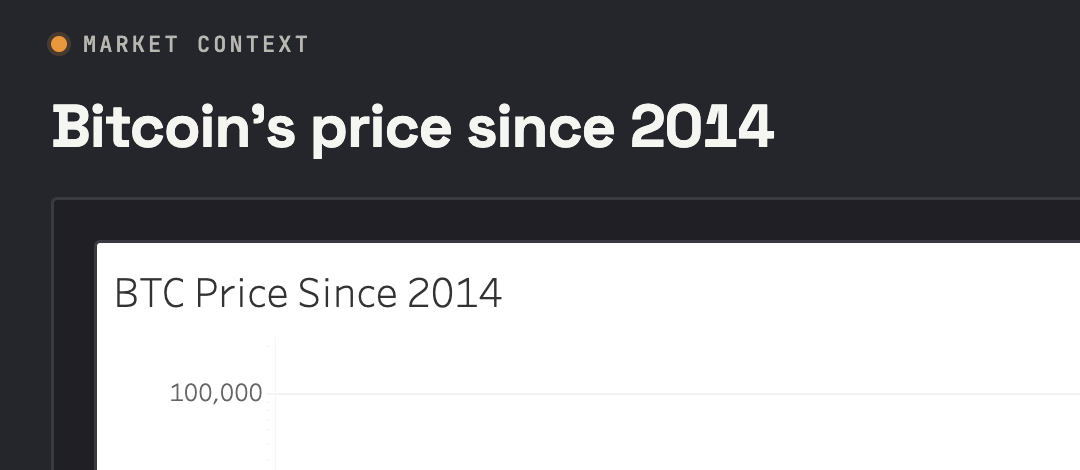 MARKET CONTEXT
Bitcoin’s price since 2014
BTC Price Since 2014
100,000